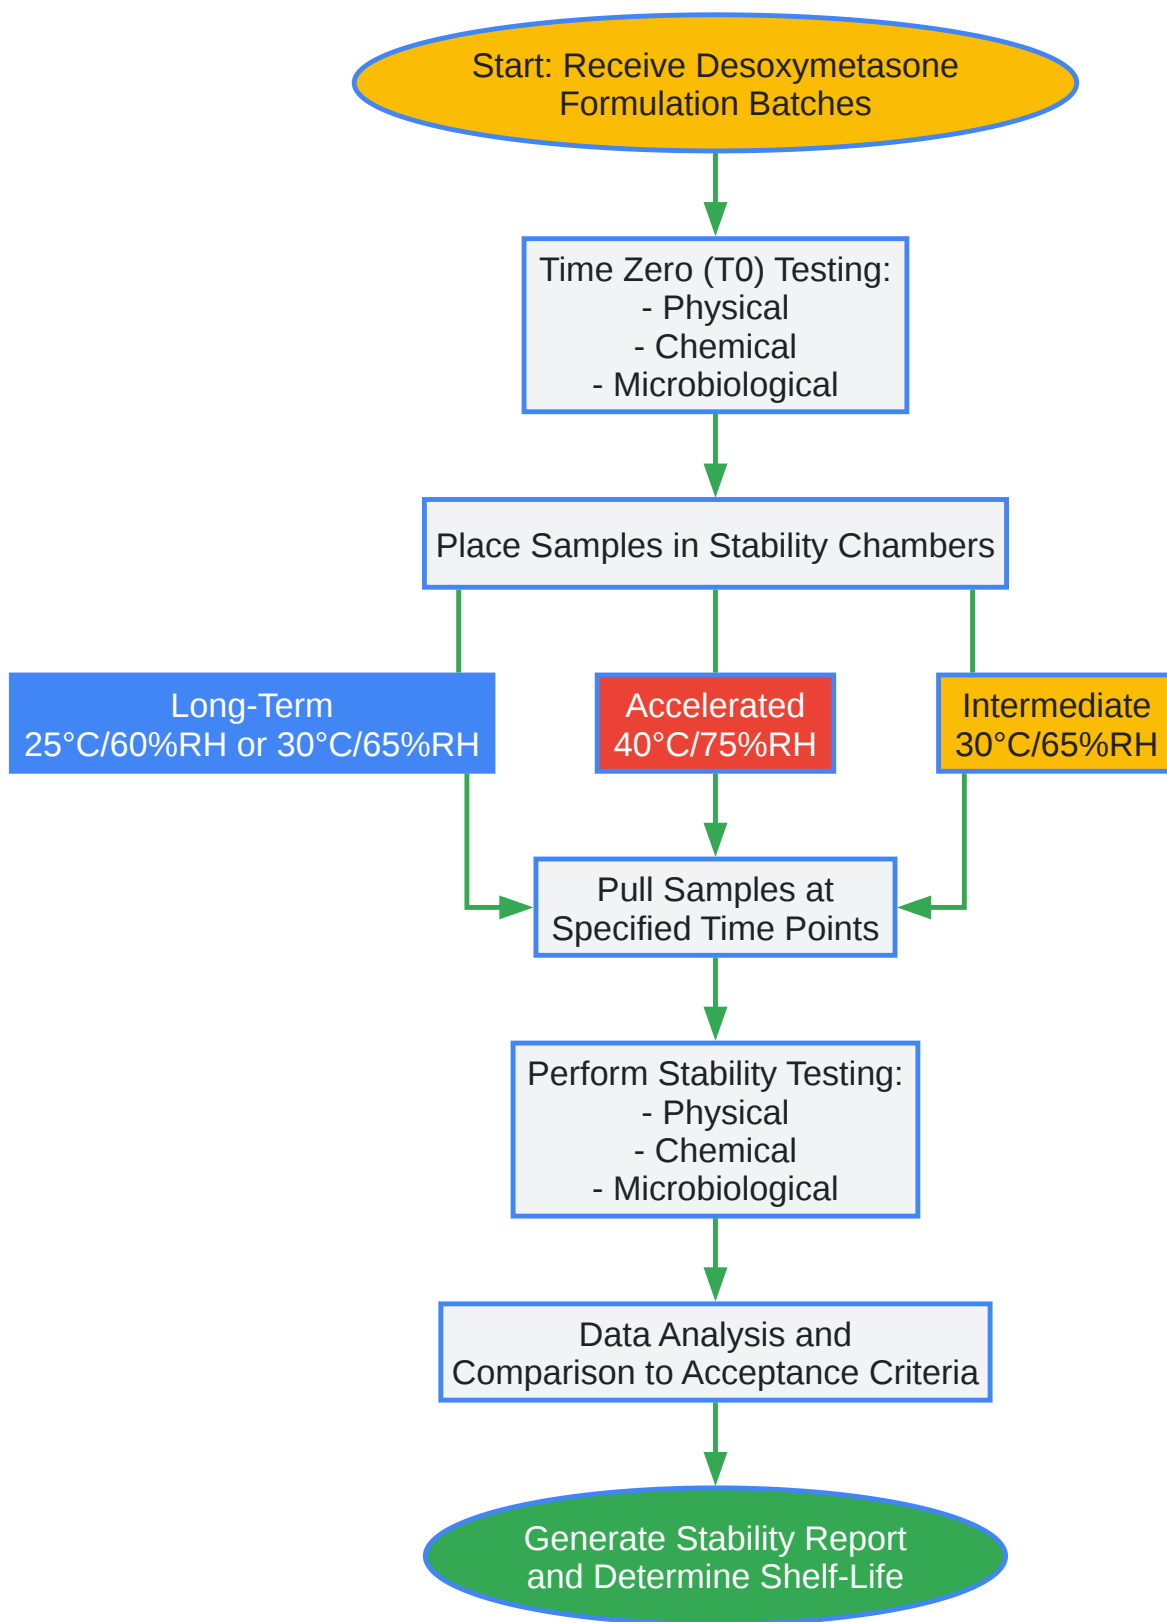 Start: Receive Desoxymetasone
Formulation Batches
Time Zero (T0) Testing:
- Physical
- Chemical
- Microbiological
Place Samples in Stability Chambers
Long-Term
25°C/60%RH or 30°C/65%RH
Accelerated
40°C/75%RH
Intermediate
30°C/65%RH
Pull Samples at
Specified Time Points
Perform Stability Testing:
- Physical
- Chemical
- Microbiological
Data Analysis and
Comparison to Acceptance Criteria
Generate Stability Report
and Determine Shelf-Life